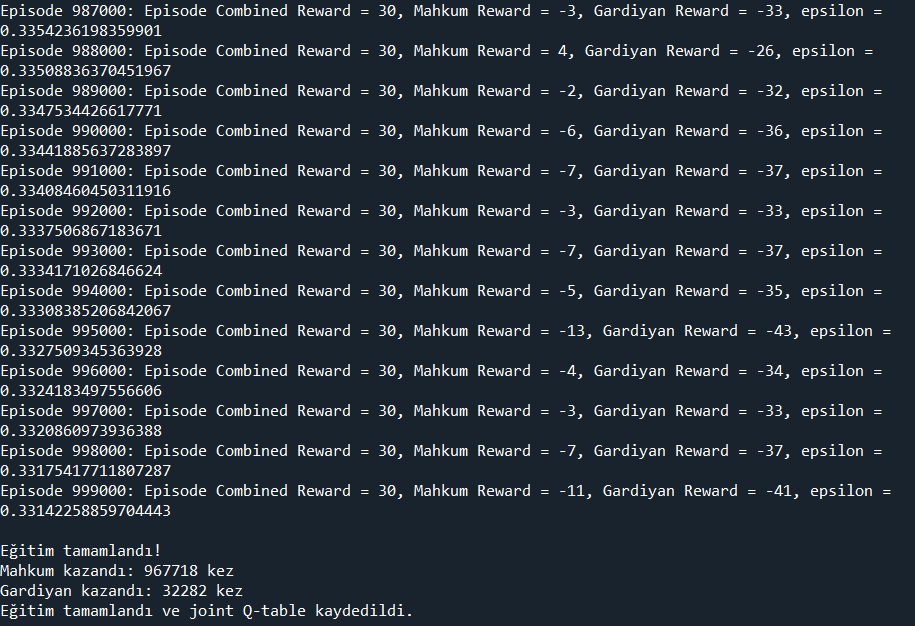 Episode 987000: Episode Combined Reward = 30, Mahkum Reward = -3, Gardiyan Reward = -33, epsilon =
0.3354236198359901
Episode 988000: Episode Combined Reward = 30, Mahkum Reward = 4, Gardiyan Reward = -26, epsilon =
0.33508836370451967
Episode 989000: Episode Combined Reward = 30, Mahkum Reward = -2, Gardiyan Reward = -32, epsilon =
0.3347534426617771
Episode 990000: Episode Combined Reward = 30, Mahkum Reward = -6, Gardiyan Reward = -36, epsilon =
0.33441885637283897
Episode 991000: Episode Combined Reward = 30, Mahkum Reward = -7, Gardiyan Reward = -37, epsilon =
0.33408460450311916
Episode 992000: Episode Combined Reward = 30, Mahkum Reward = -3, Gardiyan Reward = -33, epsilon =
0.3337506867183671
Episode 993000: Episode Combined Reward = 30, Mahkum Reward = -7, Gardiyan Reward = -37, epsilon =
0.3334171026846624
Episode 994000: Episode Combined Reward = 30, Mahkum Reward = -5, Gardiyan Reward = -35, epsilon =
0.33308385206842067
Episode 995000: Episode Combined Reward = 30, Mahkum Reward = -13, Gardiyan Reward = -43, epsilon =
0.3327509345363928
Episode 996000: Episode Combined Reward = 30, Mahkum Reward = -4, Gardiyan Reward = -34, epsilon =
0.3324183497556606
Episode 997000: Episode Combined Reward = 30, Mahkum Reward = -3, Gardiyan Reward = -33, epsilon =
0.3320860973936388
Episode 998000: Episode Combined Reward = 30, Mahkum Reward = -7, Gardiyan Reward = -37, epsilon =
0.33175417711807287
Episode 999000: Episode Combined Reward = 30, Mahkum Reward = -11, Gardiyan Reward = -41, epsilon =
0.33142258859704443
Eğitim tamamlandı!
Mahkum kazandı: 967718 kez
Gardiyan kazandı: 32282 kez
Eğitim tamamlandı ve joint Q-table kaydedildi.